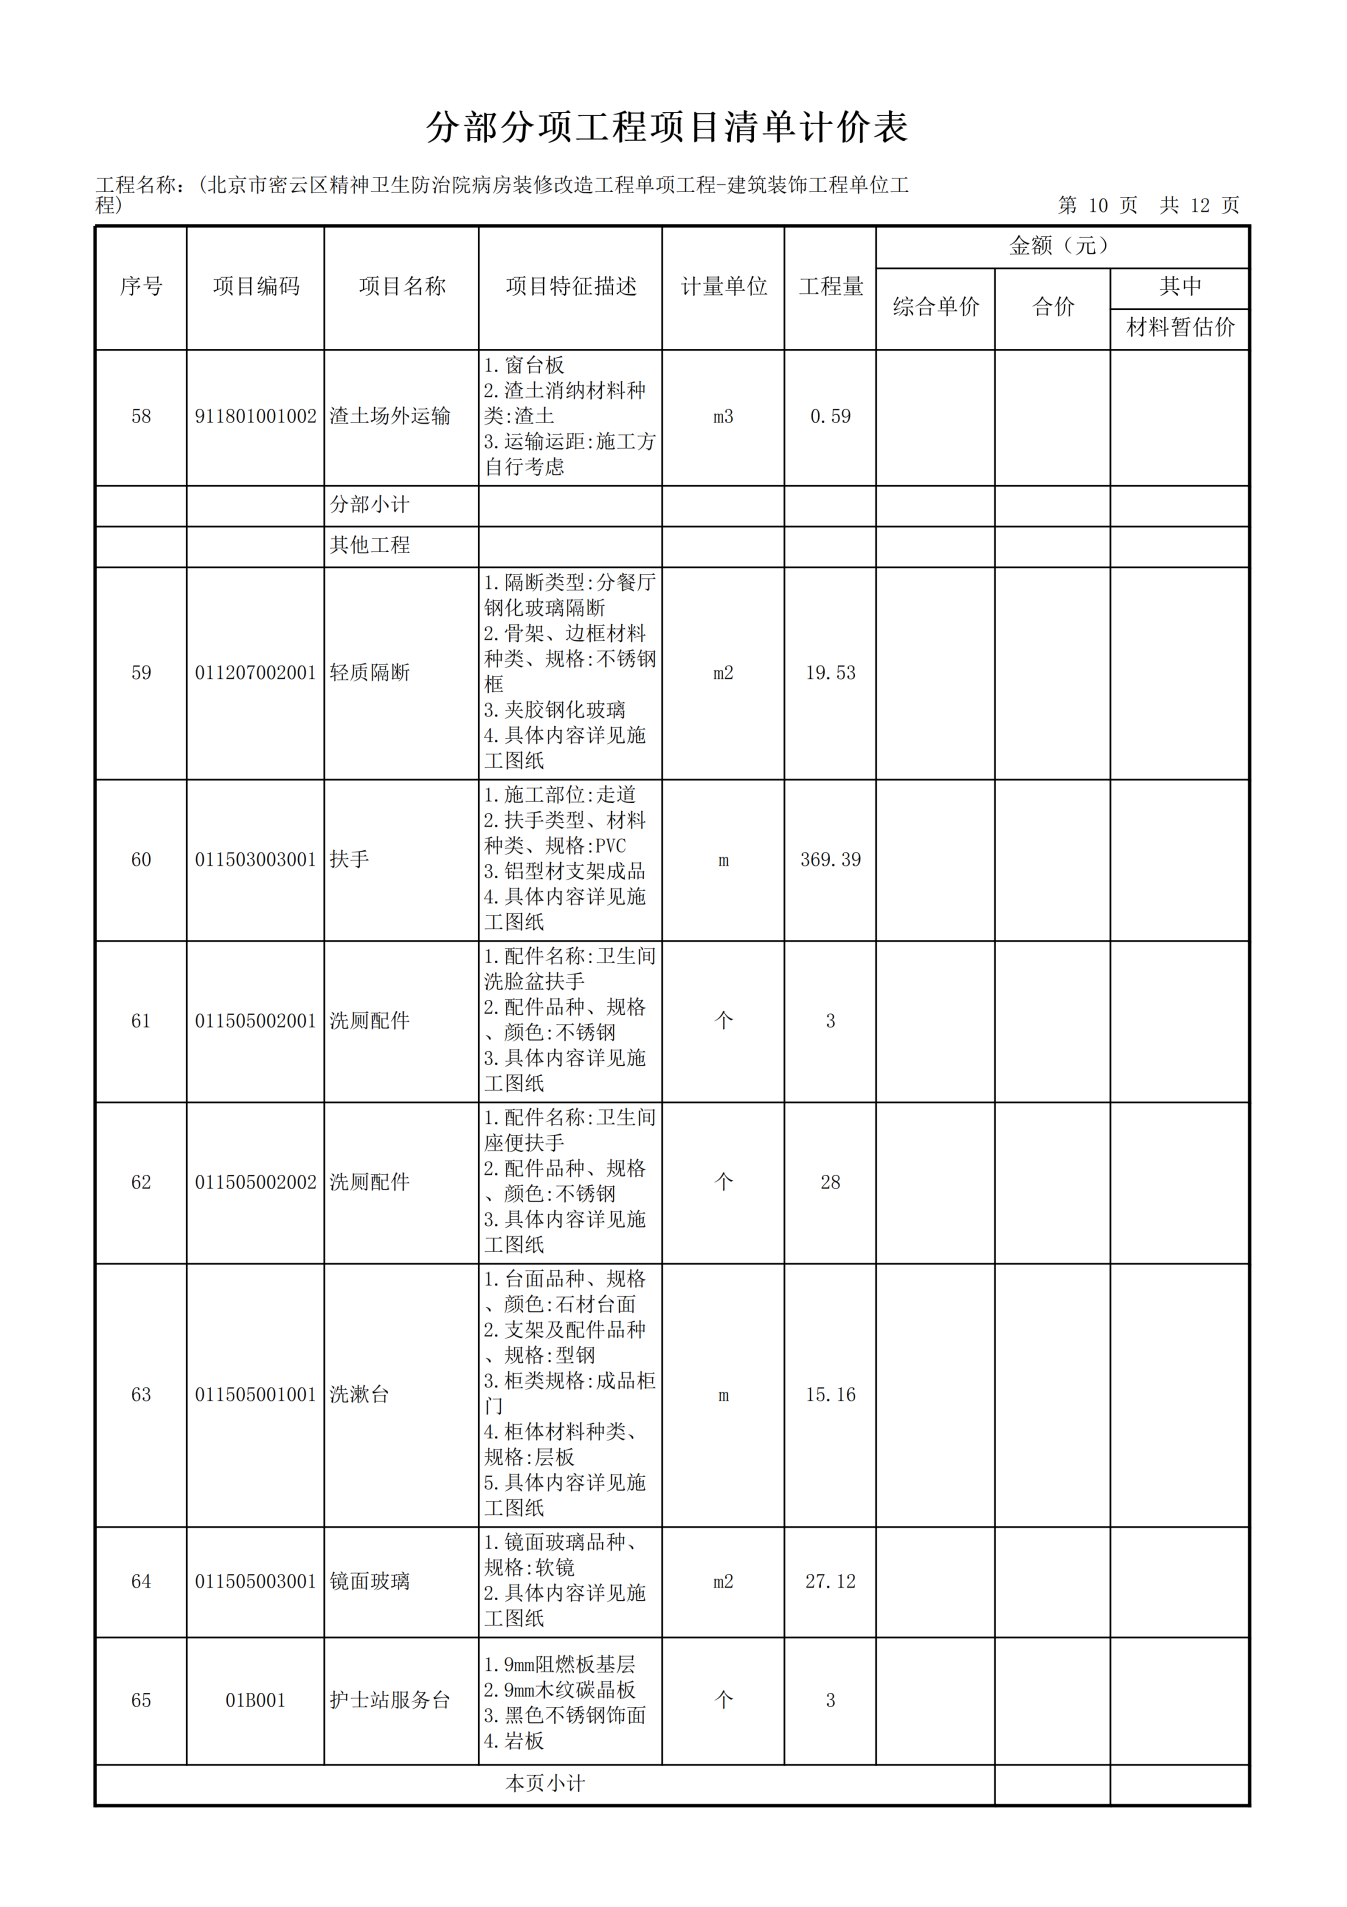 分部分项工程项目清单计价表
工程名称：(北京市密云区精神卫生防治院病房装修改造工程单项工程-建筑装饰工程单位工
程)
第 10 页 共 12 页
序号 项目编码 项目名称 项目特征描述 计量单位 工程量 金额（元）
综合单价 合价 其中
材料暂估价
58 911801001002 渣土场外运输 m3 0.59
1.窗台板
2.渣土消纳材料种
类:渣土
3.运输运距:施工方
自行考虑
分部小计
其他工程
59 011207002001 轻质隔断 m2 19.53
1.隔断类型:分餐厅
钢化玻璃隔断
2.骨架、边框材料
种类、规格:不锈钢
框
3.夹胶钢化玻璃
4.具体内容详见施
工图纸
60 011503003001 扶手 m 369.39
1.施工部位:走道
2.扶手类型、材料
种类、规格:PVC
3.铝型材支架成品
4.具体内容详见施
工图纸
61 011505002001 洗厕配件 个 3
1.配件名称:卫生间
洗脸盆扶手
2.配件品种、规格
、颜色:不锈钢
3.具体内容详见施
工图纸
62 011505002002 洗厕配件 个 28
1.配件名称:卫生间
座便扶手
2.配件品种、规格
、颜色:不锈钢
3.具体内容详见施
工图纸
63 011505001001 洗漱台 m 15.16
1.台面品种、规格
、颜色:石材台面
2.支架及配件品种
、规格:型钢
3.柜类规格:成品柜
门
4.柜体材料种类、
规格:层板
5.具体内容详见施
工图纸
64 011505003001 镜面玻璃 m2 27.12
1.镜面玻璃品种、
规格:软镜
2.具体内容详见施
工图纸
65 01B001 护士站服务台 个 3
1.9mm阻燃板基层
2.9mm木纹碳晶板
3.黑色不锈钢饰面
4.岩板
本页小计